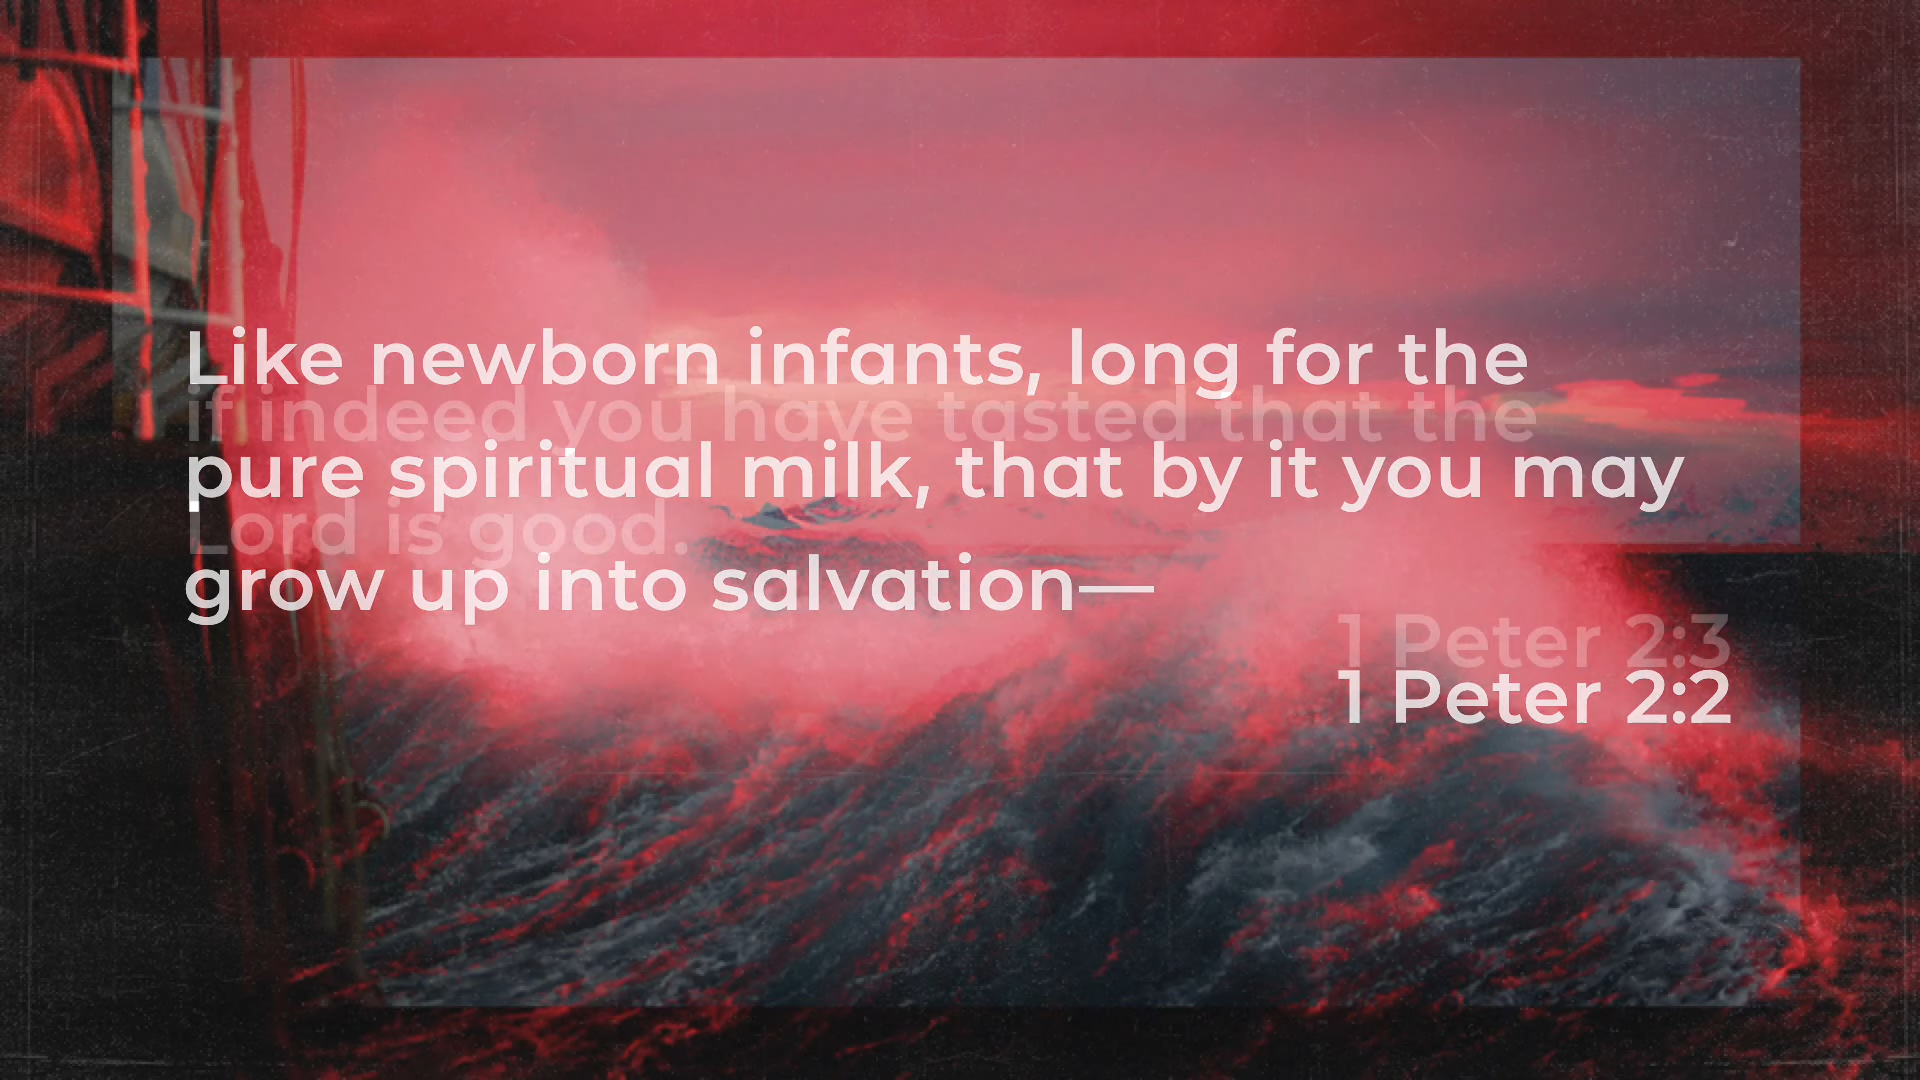 Like newborn infants, long for the
pure spiritual milk, that by it you may
grow up into salvation—
1 Peter 2:2
if indeed you have tasted that the
Lord is good.
1 Peter 2:3